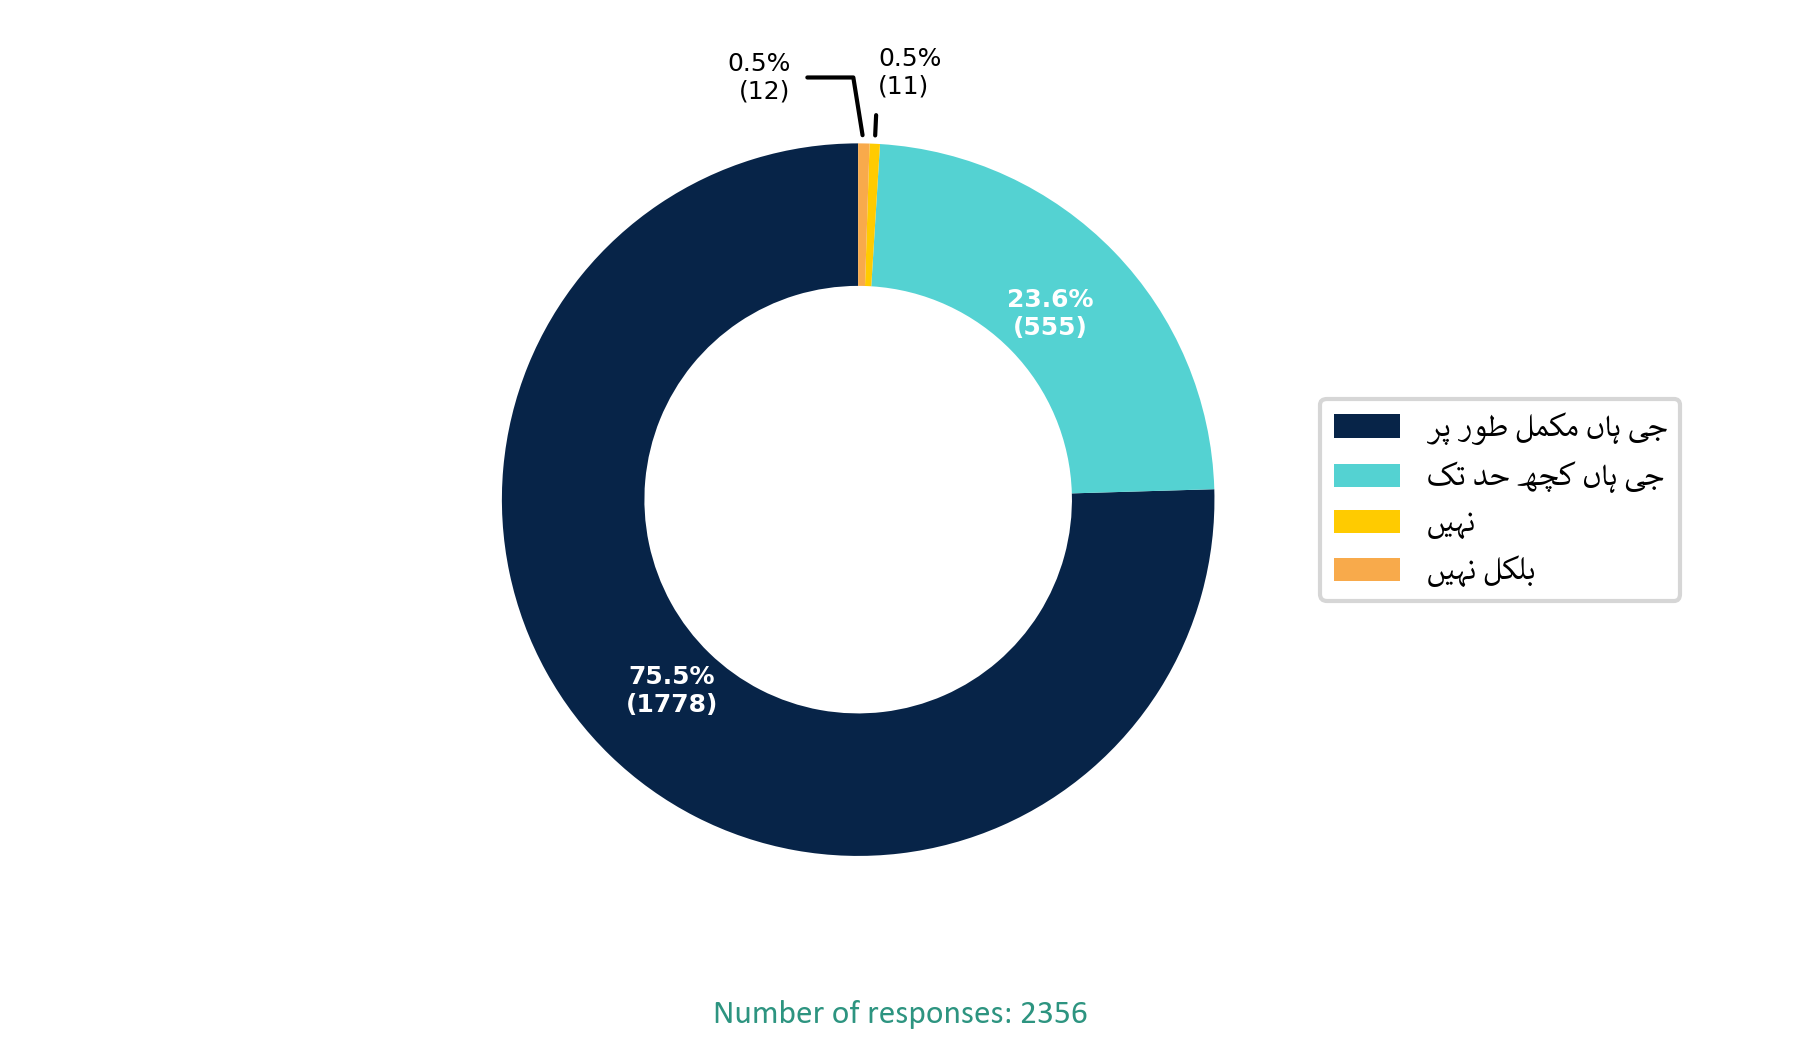 0.5%
(12)
0.5%
(11)
23.6%
(555)
75.5%
(1778)
جی ہاں مکمل طور پر
جی ہاں کچھ حد تک
نہیں
بلکل نہیں
Number of responses: 2356